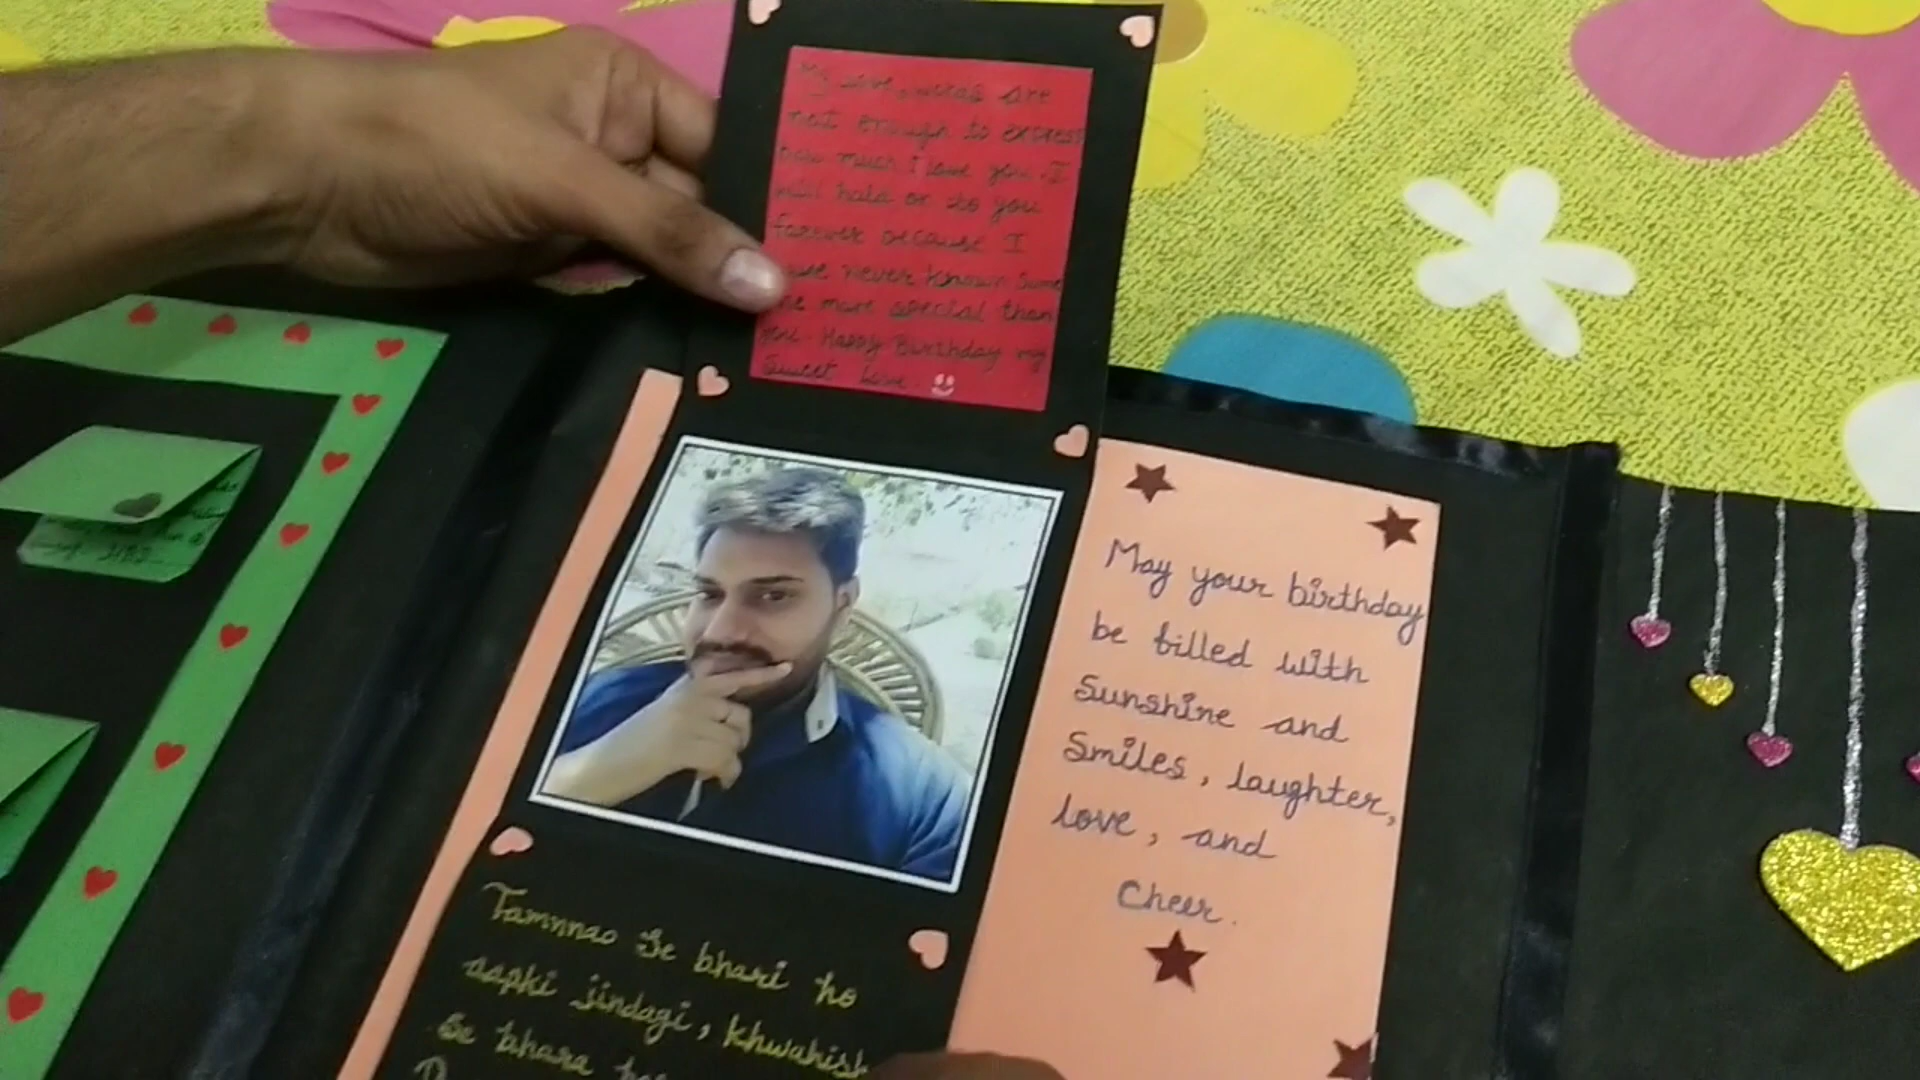 My Love, words are
not enough to express
how much I love you. I
will hold on to you
forever because I
have never known Some
one more special than
you. Happy Birthday my
Sweet Love.
May your birthday
be filled with
Sunshine and
Smiles, laughter,
love, and
Cheer.
Tamnnao Se bhari ho
aapki jindagi, khwahish
Se bhara